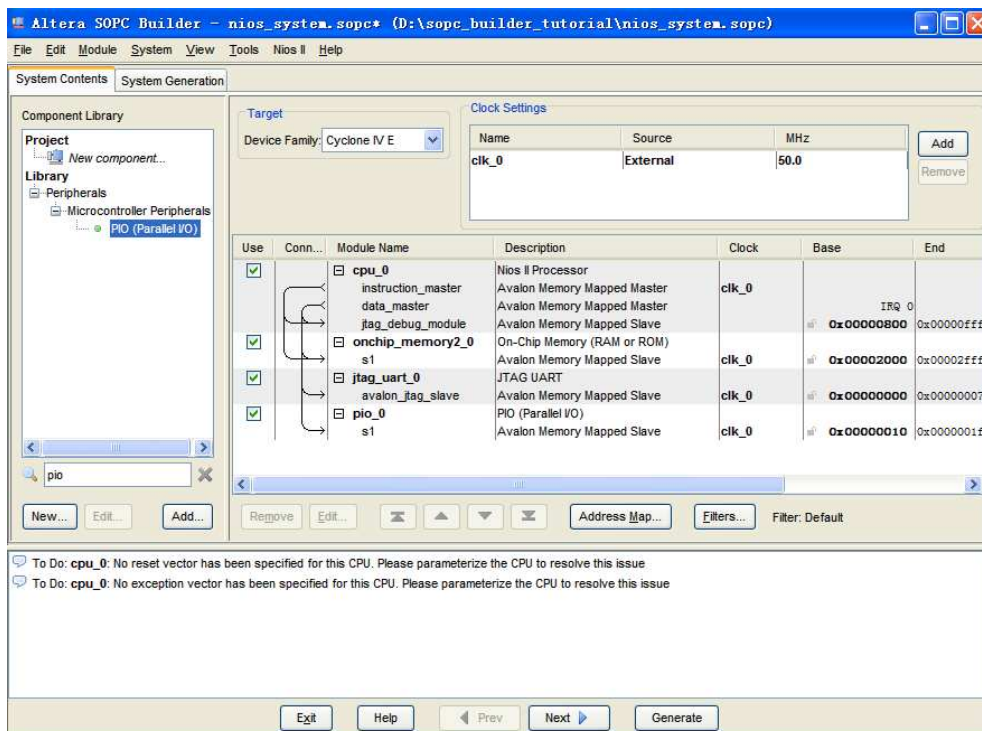 Altera SOPC Builder - nios_system.sopc* (D:\sopc_builder_tutorial\nios_system.sopc)
File Edit Module System View Tools Nios II Help
System Contents System Generation
Component Library
Project
New component...
Library
Peripherals
Microcontroller Peripherals
PIO (Parallel I/O)
pio
New... Edit... Add...
Target
Device Family: Cyclone IV E
Clock Settings
Name Source MHz
clk_0 External 50.0
Add
Remove
Use Conn... Module Name Description Clock Base End
cpu_0 Nios II Processor
instruction_master Avalon Memory Mapped Master clk_0
data_master Avalon Memory Mapped Master IRQ 0
jtag_debug_module Avalon Memory Mapped Slave 0x00000800 0x00000fff
onchip_memory2_0 On-Chip Memory (RAM or ROM)
s1 Avalon Memory Mapped Slave clk_0 0x00002000 0x00002fff
jtag_uart_0 JTAG UART
avalon_jtag_slave Avalon Memory Mapped Slave clk_0 0x00000000 0x00000007
pio_0 PIO (Parallel I/O)
s1 Avalon Memory Mapped Slave clk_0 0x00000010 0x0000001f
Remove Edit... Address Map... Filters... Filter: Default
To Do: cpu_0: No reset vector has been specified for this CPU. Please parameterize the CPU to resolve this issue
To Do: cpu_0: No exception vector has been specified for this CPU. Please parameterize the CPU to resolve this issue
Exit Help Prev Next Generate